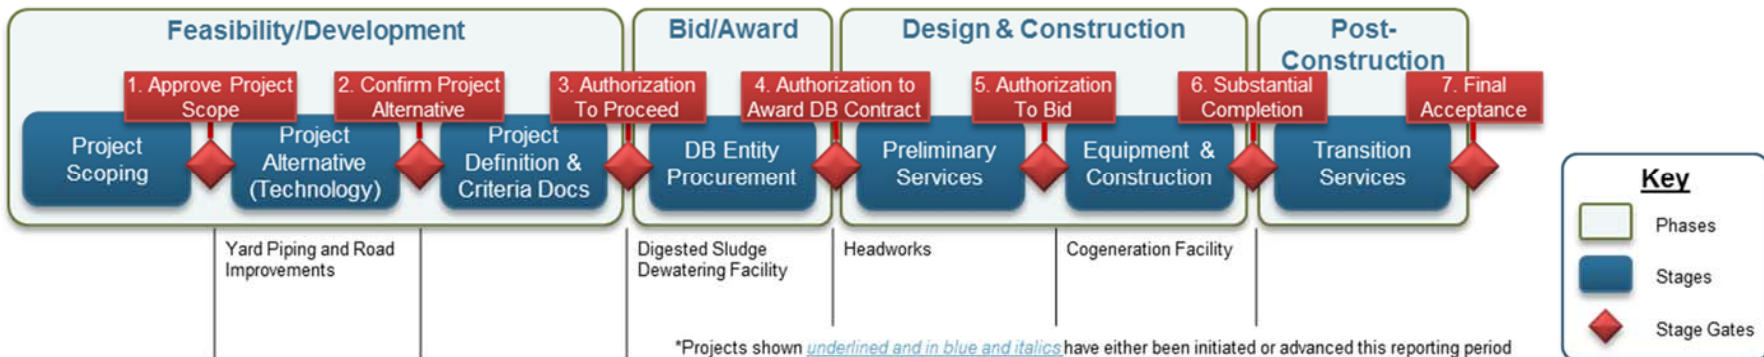 Feasibility/Development
Bid/Award
Design & Construction
Post-
Construction
1. Approve Project
Scope
2. Confirm Project
Alternative
3. Authorization
To Proceed
4. Authorization to
Award DB Contract
5. Authorization
To Bid
6. Substantial
Completion
7. Final
Acceptance
Project
Scoping
Project
Alternative
(Technology)
Project
Definition &
Criteria Docs
DB Entity
Procurement
Preliminary
Services
Equipment &
Construction
Transition
Services
Yard Piping and Road
Improvements
Digested Sludge
Dewatering Facility
Headworks
Cogeneration Facility
*Projects shown underlined and in blue and italics have either been initiated or advanced this reporting period
Key
Phases
Stages
Stage Gates